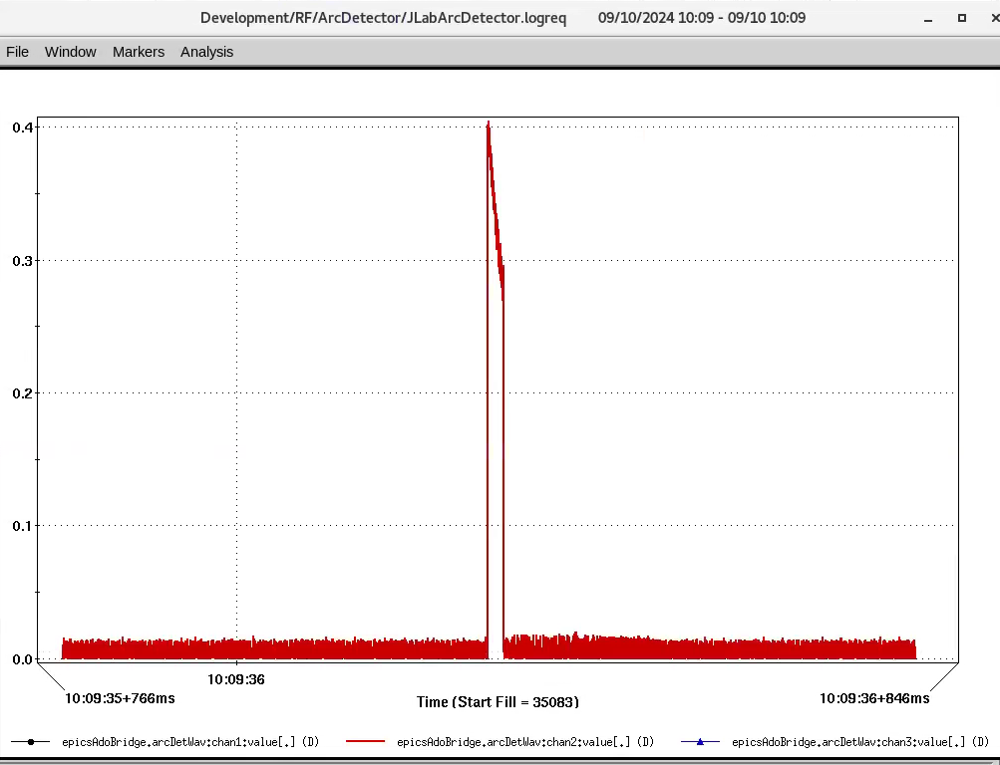 Development/RF/ArcDetector/JLabArcDetector.logreq 09/10/2024 10:09 - 09/10 10:09
File Window Markers Analysis
0.4
0.3
0.2
0.1
0.0
10:09:36
10:09:35+766ms
Time (Start Fill = 35083)
10:09:36+846ms
epicsAdoBridge.arcDetWav:chan1:value[.] (D) epicsAdoBridge.arcDetWav:chan2:value[.] (D) epicsAdoBridge.arcDetWav:chan3:value[.] (D)